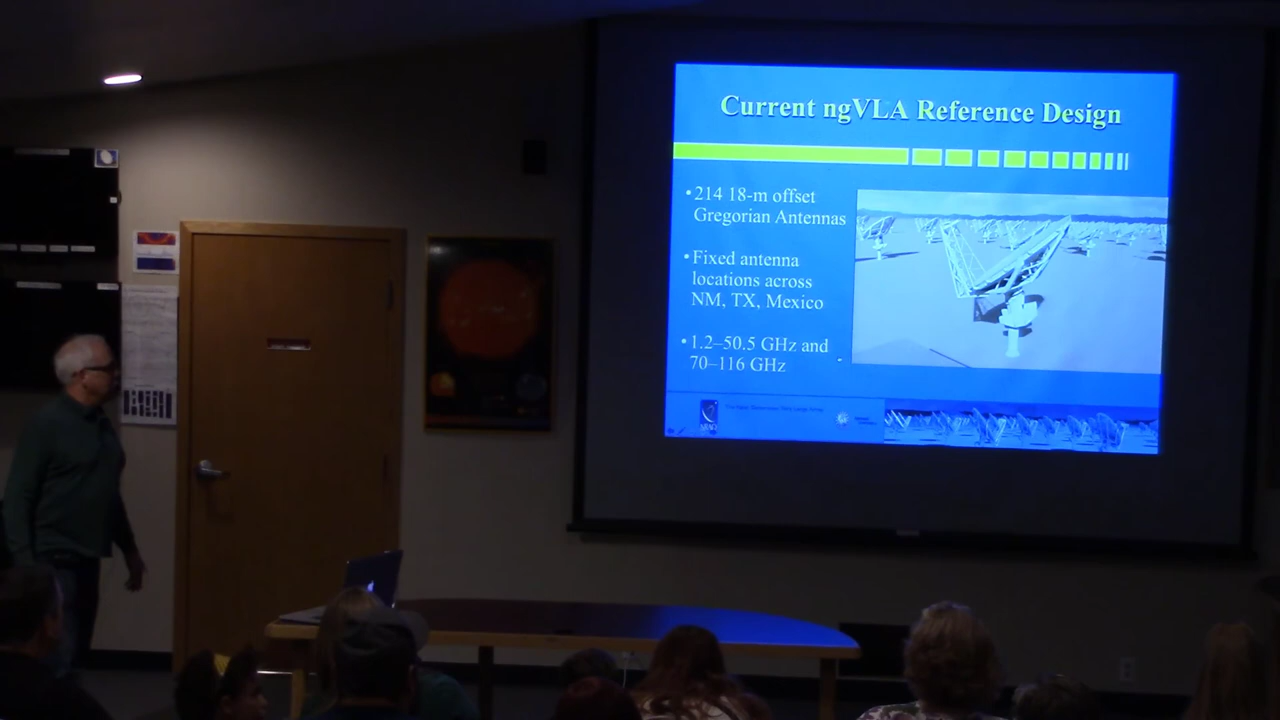 Current ngVLA Reference Design
•214 18-m offset
Gregorian Antennas
•Fixed antenna
locations across
NM, TX, Mexico
•1.2–50.5 GHz and
70–116 GHz